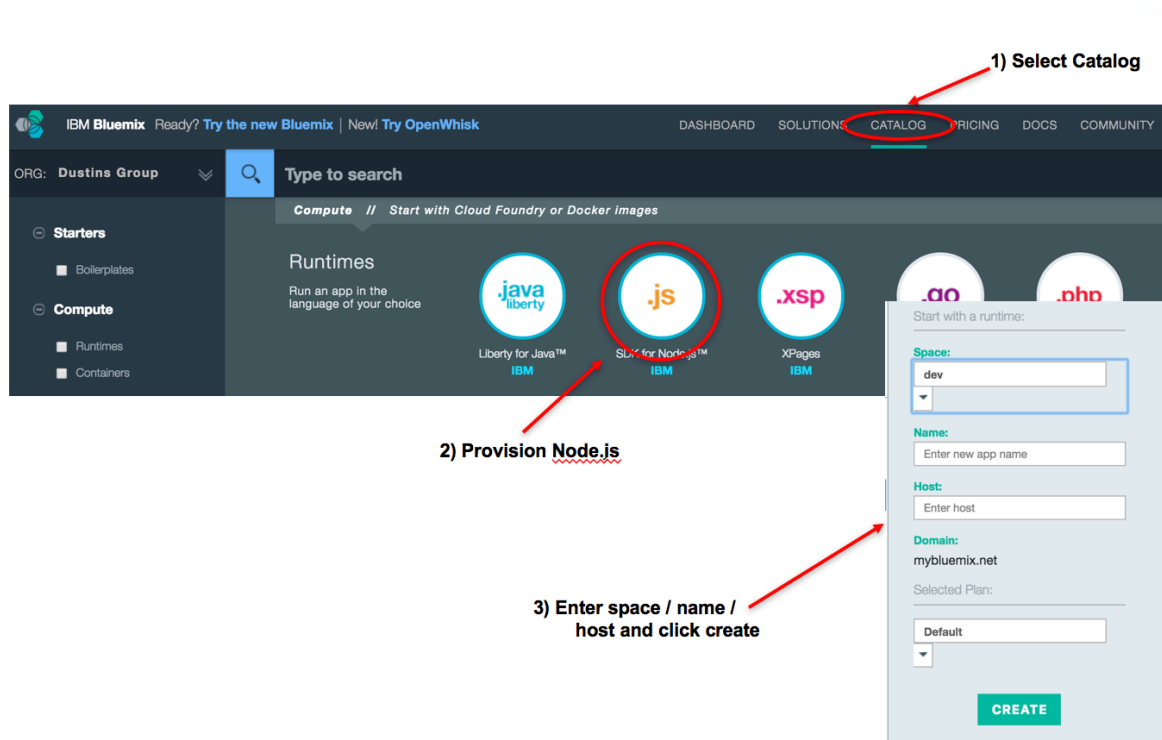 1) Select Catalog
IBM Bluemix Ready? Try the new Bluemix | New! Try OpenWhisk
DASHBOARD SOLUTIONS CATALOG PRICING DOCS COMMUNITY
ORG: Dustins Group
Type to search
Compute // Start with Cloud Foundry or Docker images
Starters
Boilerplates
Compute
Runtimes
Containers
Runtimes
Run an app in the
language of your choice
.java
liberty
Liberty for Java™
IBM
.js
SDK for Node.js™
IBM
.xsp
XPages
IBM
.go
.php
2) Provision Node.js
Start with a runtime:
Space:
dev
Name:
Enter new app name
Host:
Enter host
Domain:
mybluemix.net
Selected Plan:
Default
CREATE
3) Enter space / name /
host and click create